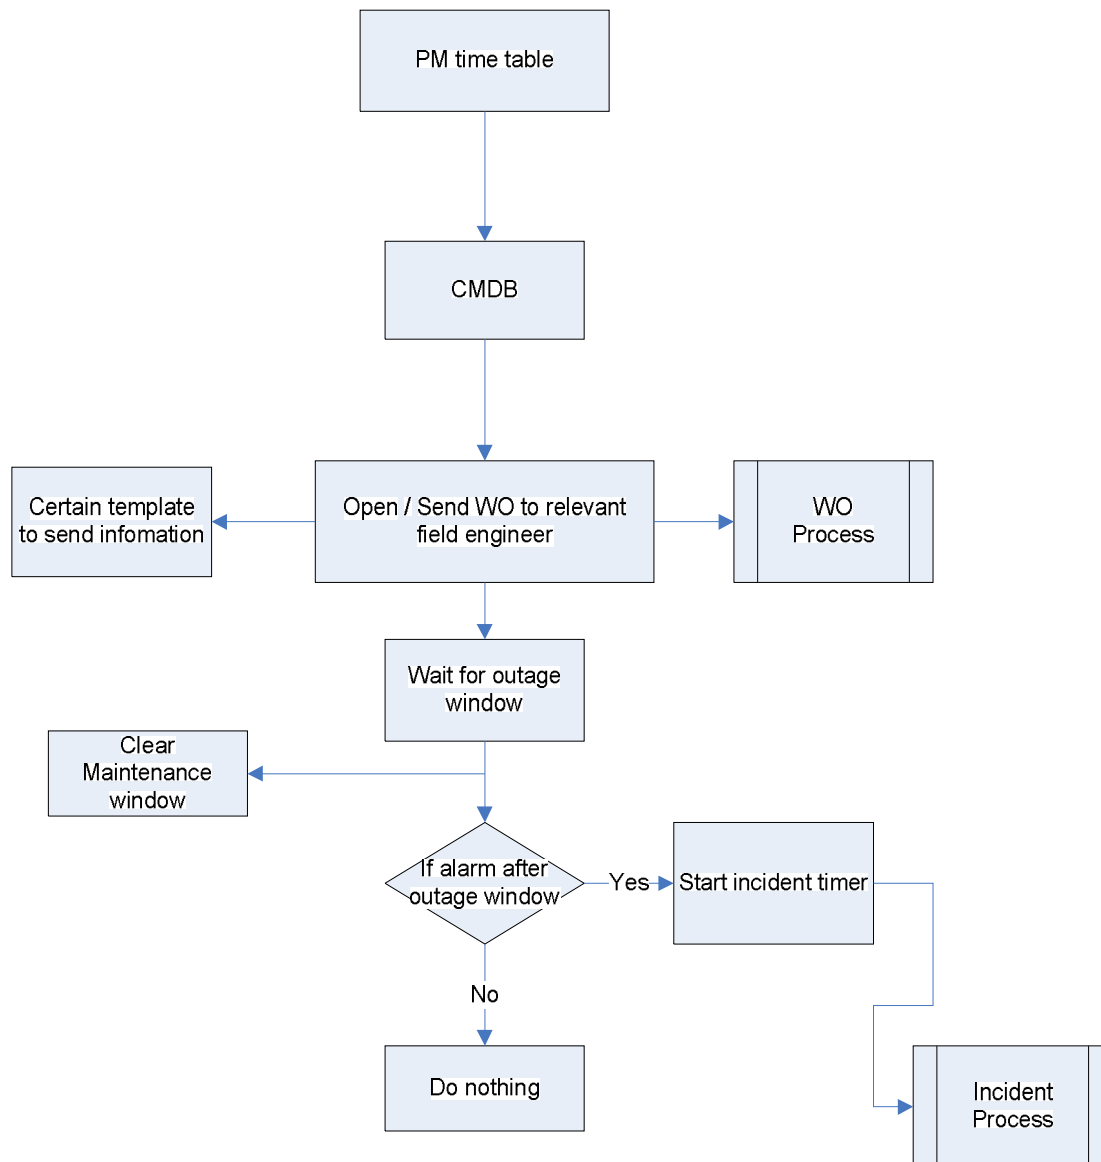 PM time table
CMDB
Certain template
to send infomation
Open / Send WO to relevant
field engineer
WO
Process
Wait for outage
window
Clear
Maintenance
window
If alarm after
outage window
Yes
Start incident timer
No
Do nothing
Incident
Process